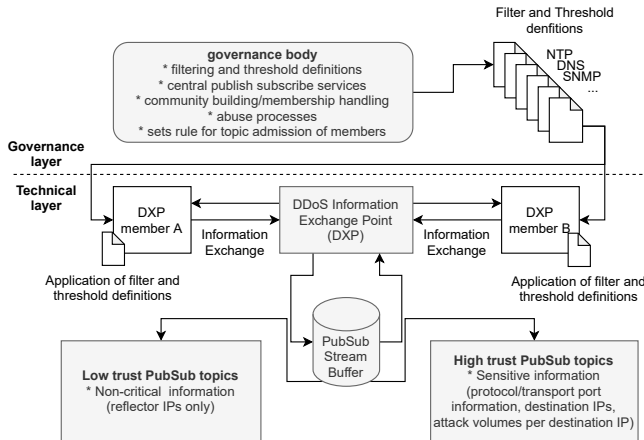 Filter and Threshold
denfitions
governance body
* filtering and threshold definitions
* central publish subscribe services
* community building/membership handling
* abuse processes
* sets rule for topic admission of members
NTP
DNS
SNMP
...
Governance
layer
Technical
layer
DXP
member A
Information
Exchange
DDoS Information
Exchange Point
(DXP)
Information
Exchange
DXP
member B
Application of filter and
threshold definitions
Application of filter and
threshold definitions
PubSub
Stream
Buffer
Low trust PubSub topics
* Non-critical information
(reflector IPs only)
High trust PubSub topics
* Sensitive information
(protocol/transport port
information, destination IPs,
attack volumes per destination IP)